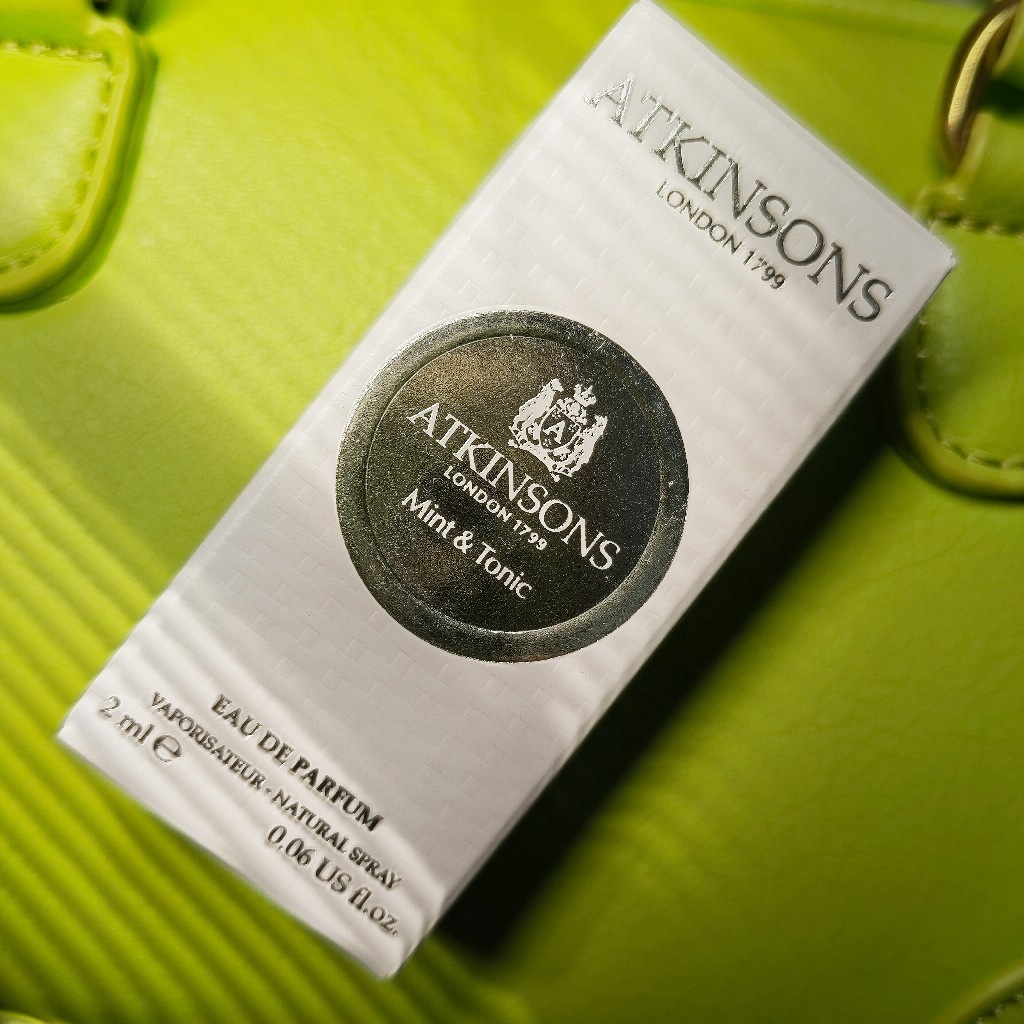 ATKINSONS
LONDON 1799
A
ATKINSONS
LONDON 1799
Mint & Tonic
EAU DE PARFUM
VAPORISATEUR - NATURAL SPRAY
2 ml ℮ 0.06 US fl.oz.